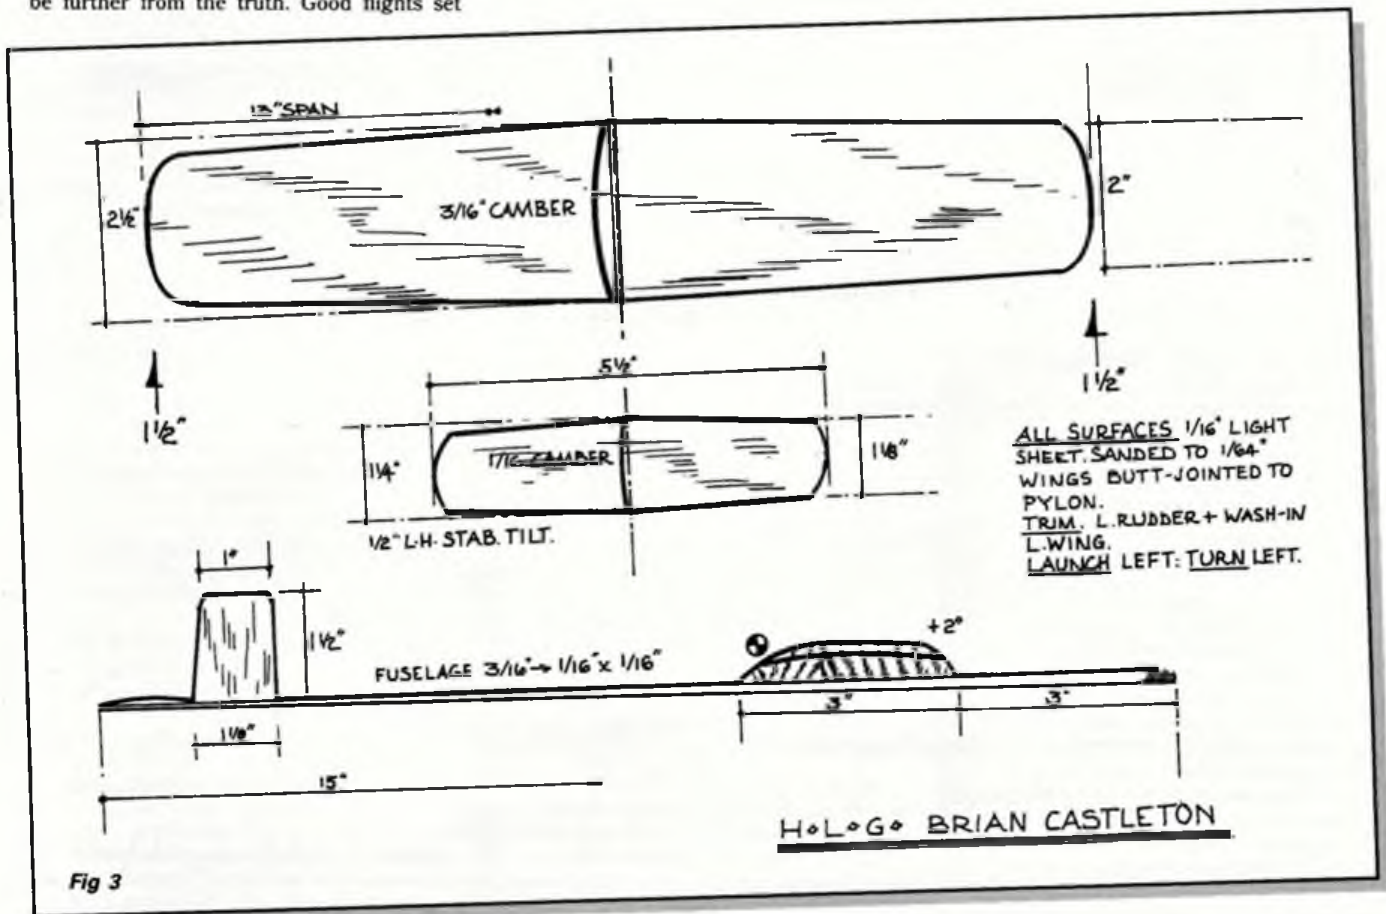 be further from the truth. Good flights set
13" SPAN
2½"
3/16" CAMBER
2"
1½"
1½"
5½"
1¼"
1/16 CAMBER
1⅛"
½" L-H. STAB. TILT.
ALL SURFACES 1/16" LIGHT
SHEET. SANDED TO 1/64"
WINGS BUTT-JOINTED TO
PYLON.
TRIM. L. RUDDER + WASH-IN
L. WING.
LAUNCH LEFT: TURN LEFT.
1"
1½"
FUSELAGE 3/16" → 1/16" x 1/16"
+2°
3"
3"
1⅛"
15"
H.L.G. BRIAN CASTLETON
Fig 3